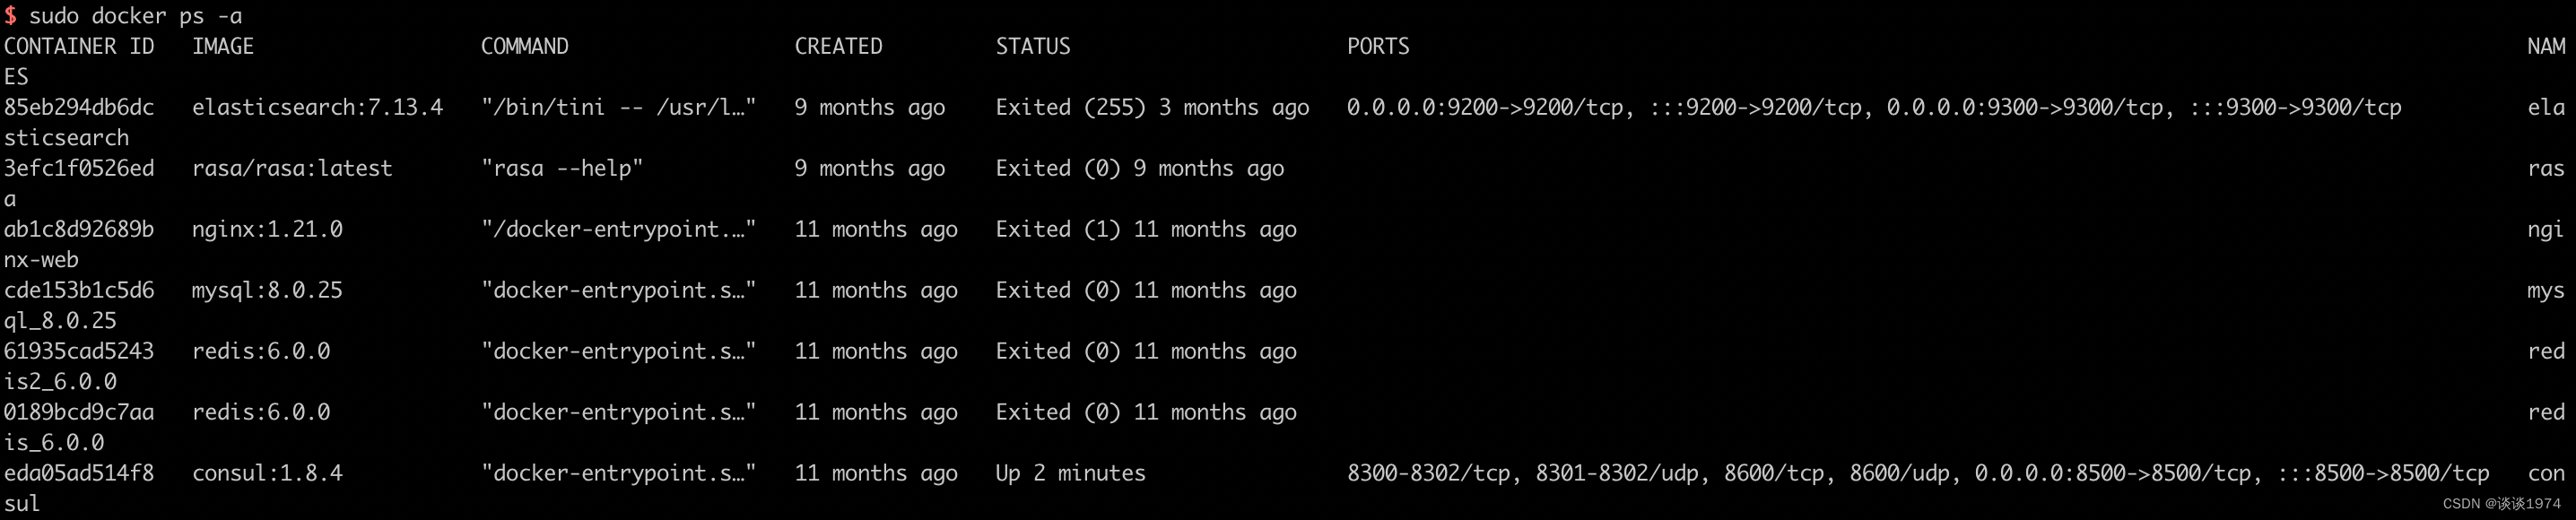 $ sudo docker ps -a
CONTAINER ID   IMAGE                  COMMAND                  CREATED         STATUS                      PORTS                                                                                          NAM
ES
85eb294db6dc   elasticsearch:7.13.4   "/bin/tini -- /usr/l…"   9 months ago    Exited (255) 3 months ago   0.0.0.0:9200->9200/tcp, :::9200->9200/tcp, 0.0.0.0:9300->9300/tcp, :::9300->9300/tcp          ela
sticsearch
3efc1f0526ed   rasa/rasa:latest       "rasa --help"            9 months ago    Exited (0) 9 months ago                                                                                                    ras
a
ab1c8d92689b   nginx:1.21.0           "/docker-entrypoint.…"   11 months ago   Exited (1) 11 months ago                                                                                                   ngi
nx-web
cde153b1c5d6   mysql:8.0.25           "docker-entrypoint.s…"   11 months ago   Exited (0) 11 months ago                                                                                                   mys
ql_8.0.25
61935cad5243   redis:6.0.0            "docker-entrypoint.s…"   11 months ago   Exited (0) 11 months ago                                                                                                   red
is2_6.0.0
0189bcd9c7aa   redis:6.0.0            "docker-entrypoint.s…"   11 months ago   Exited (0) 11 months ago                                                                                                   red
is_6.0.0
eda05ad514f8   consul:1.8.4           "docker-entrypoint.s…"   11 months ago   Up 2 minutes                8300-8302/tcp, 8301-8302/udp, 8600/tcp, 8600/udp, 0.0.0.0:8500->8500/tcp, :::8500->8500/tcp   con
sul
CSDN @谈谈1974